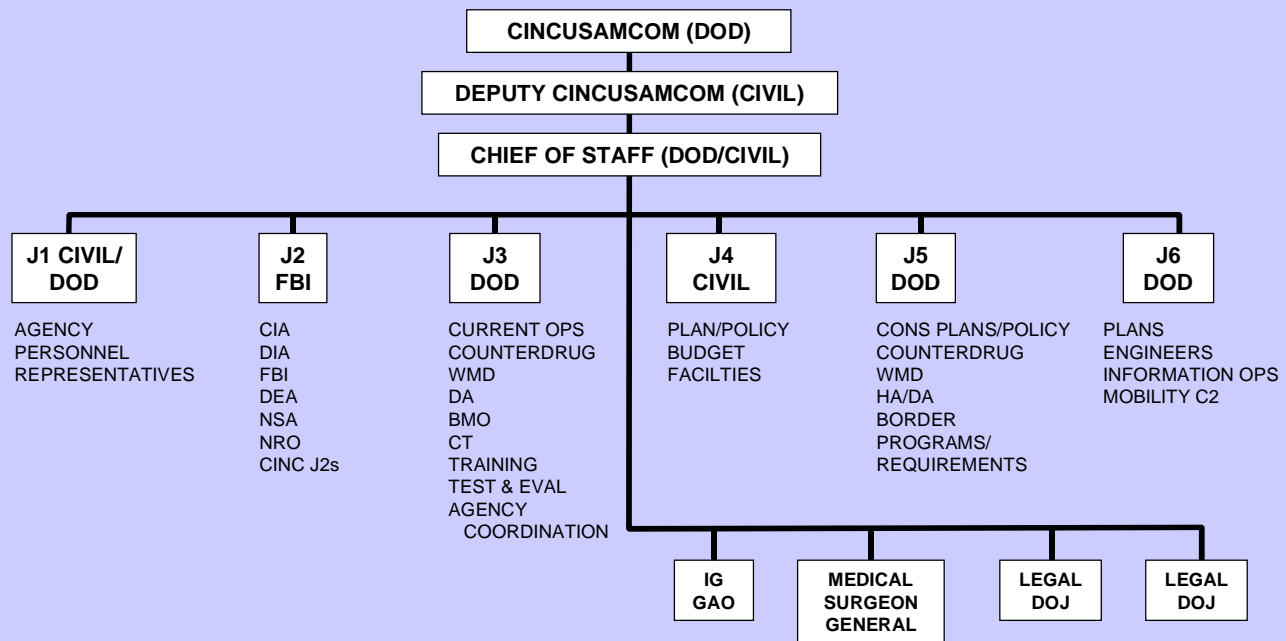 CINCUSAMCOM (DOD)
DEPUTY CINCUSAMCOM (CIVIL)
CHIEF OF STAFF (DOD/CIVIL)
J1 CIVIL/
DOD
AGENCY
PERSONNEL
REPRESENTATIVES
J2
FBI
CIA
DIA
FBI
DEA
NSA
NRO
CINC J2s
J3
DOD
CURRENT OPS
COUNTERDRUG
WMD
DA
BMO
CT
TRAINING
TEST & EVAL
AGENCY
COORDINATION
J4
CIVIL
PLAN/POLICY
BUDGET
FACILTIES
J5
DOD
CONS PLANS/POLICY
COUNTERDRUG
WMD
HA/DA
BORDER
PROGRAMS/
REQUIREMENTS
J6
DOD
PLANS
ENGINEERS
INFORMATION OPS
MOBILITY C2
IG
GAO
MEDICAL
SURGEON
GENERAL
LEGAL
DOJ
LEGAL
DOJ